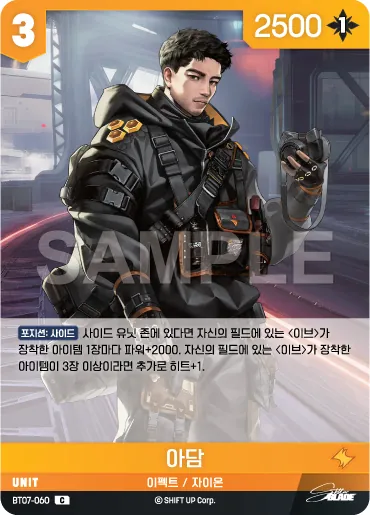 3
2500 1
SAMPLE
포지션: 사이드 사이드 유닛 존에 있다면 자신의 필드에 있는 <이브>가
장착한 아이템 1장마다 파워+2000. 자신의 필드에 있는 <이브>가 장착한
아이템이 3장 이상이라면 추가로 히트+1.
아담
UNIT 이펙트 / 자이온
BT07-060 C ⓒ SHIFT UP Corp. Stellar BLADE